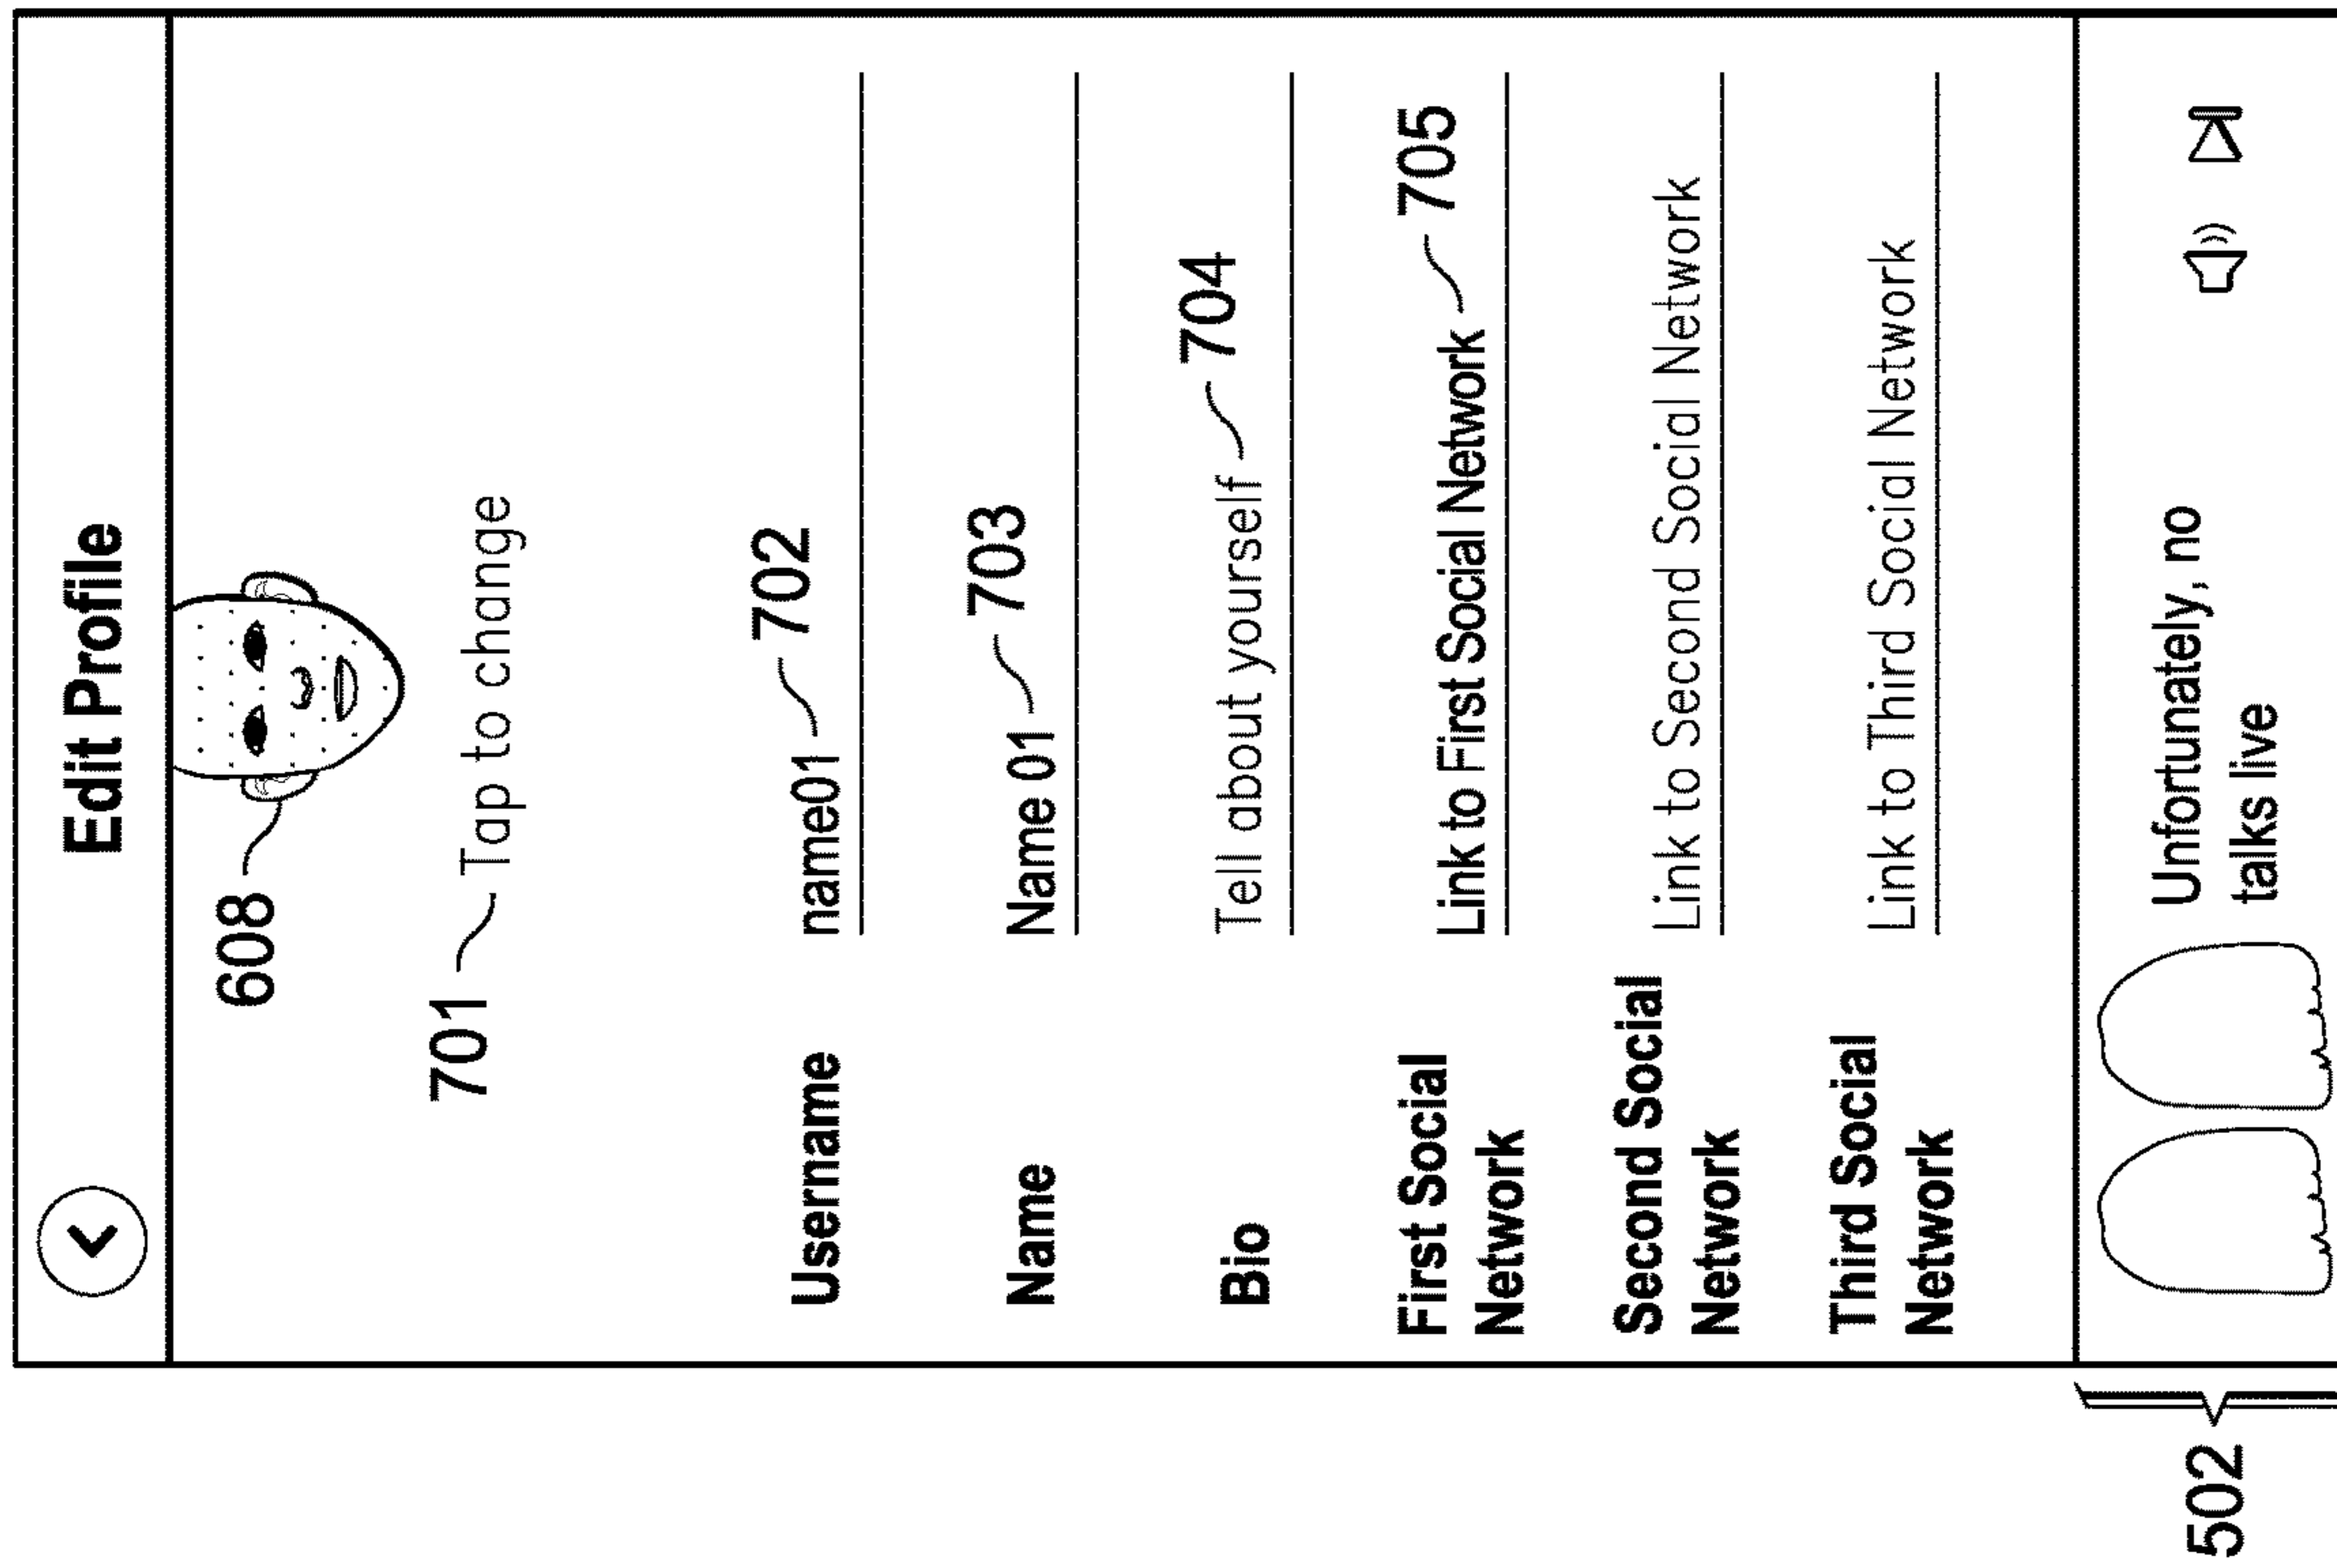 Edit Profile
608
701 Tap to change
Username name01 702
Name Name 01 703
Bio Tell about yourself 704
First Social
Network Link to First Social Network 705
Second Social
Network Link to Second Social Network
Third Social
Network Link to Third Social Network
502
Unfortunately, no
talks live